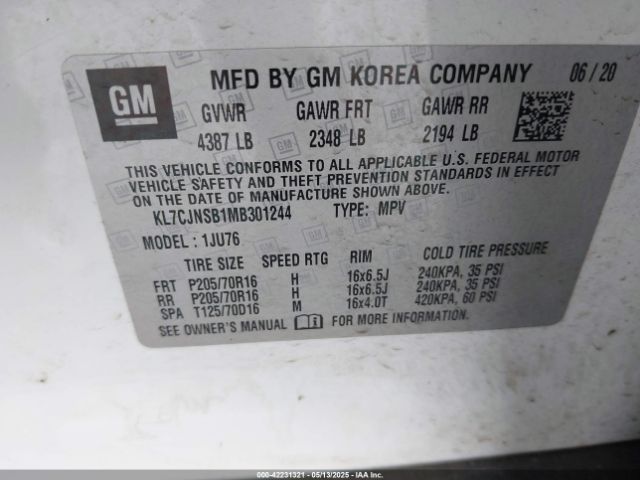 GM MFD BY GM KOREA COMPANY 06/20
GVWR GAWR FRT GAWR RR
4387 LB 2348 LB 2194 LB
THIS VEHICLE CONFORMS TO ALL APPLICABLE U.S. FEDERAL MOTOR
VEHICLE SAFETY AND THEFT PREVENTION STANDARDS IN EFFECT ON
THE DATE OF MANUFACTURE SHOWN ABOVE.
KL7CJNSB1MB301244 TYPE: MPV
MODEL: 1JU76
TIRE SIZE SPEED RTG RIM COLD TIRE PRESSURE
FRT P205/70R16 H 16x6.5J 240KPA, 35 PSI
RR P205/70R16 H 16x6.5J 240KPA, 35 PSI
SPA T125/70D16 M 16x4.0T 420KPA, 60 PSI
SEE OWNER'S MANUAL FOR MORE INFORMATION.
000-42231321 05/13/2025 IAA Inc.